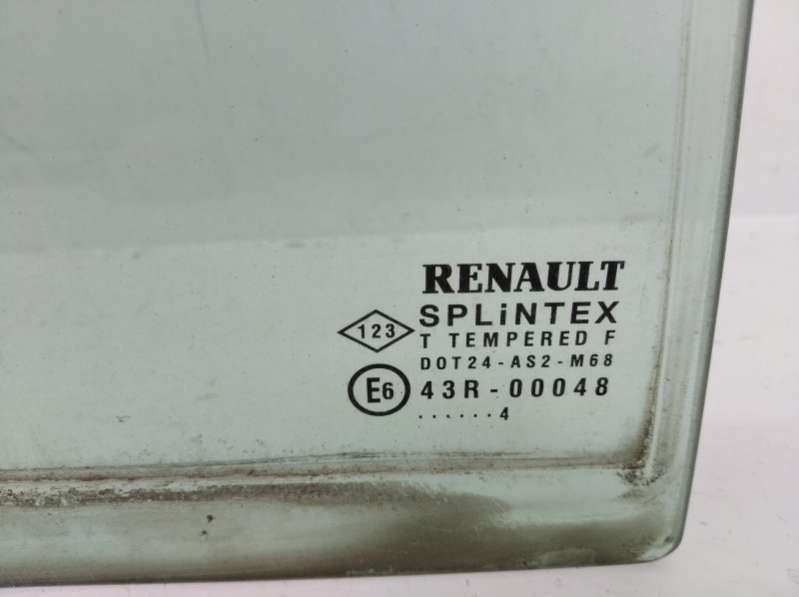 RENAULT
SPLiNTEX
123
T TEMPERED F
DOT24-AS2-M68
E6 43R-00048
......4